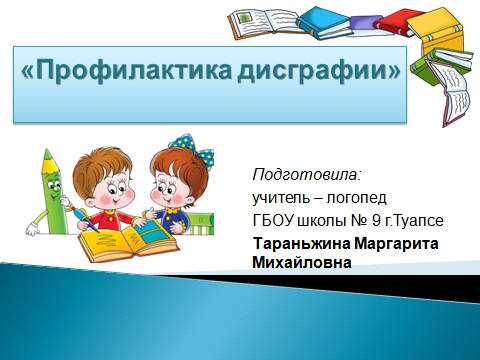 «Профилактика дисграфии»
Подготовила:
учитель – логопед
ГБОУ школы № 9 г.Туапсе
Тараньжина Маргарита
Михайловна